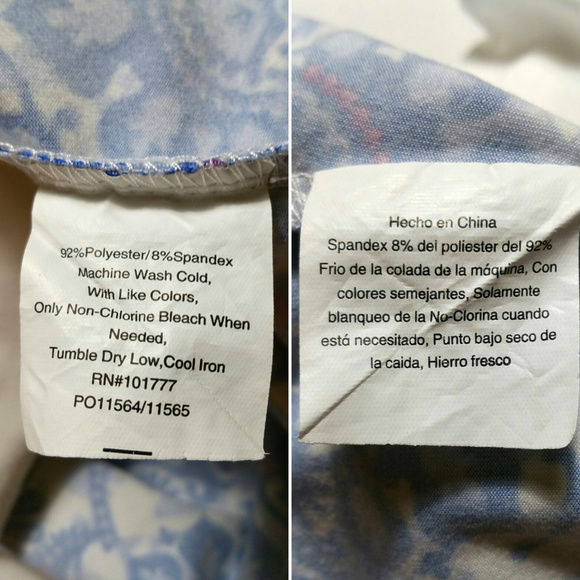 92%Polyester/8%Spandex
Machine Wash Cold,
With Like Colors,
Only Non-Chlorine Bleach When
Needed,
Tumble Dry Low,Cool Iron
RN#101777
PO11564/11565
Hecho en China
Spandex 8% del poliester del 92%
Frio de la colada de la máquina, Con
colores semejantes, Solamente
blanqueo de la No-Clorina cuando
está necesitado, Punto bajo seco de
la caida, Hierro fresco